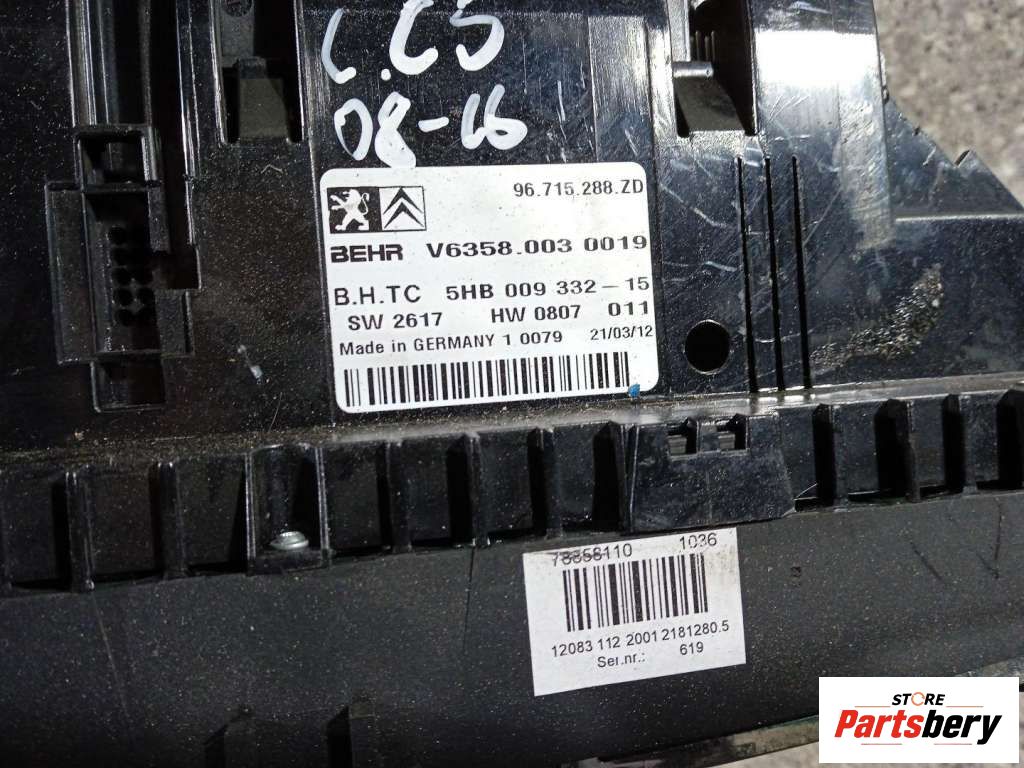 C.C5
08-16
96.715.288.ZD
BEHR V6358.003 0019
B.H.TC 5HB 009 332-15
SW 2617 HW 0807 011
Made in GERMANY 1 0079 21/03/12
78858110 1036
12083 112 2001 2181280.5
Ser.nr.: 619
STORE
Partsbery